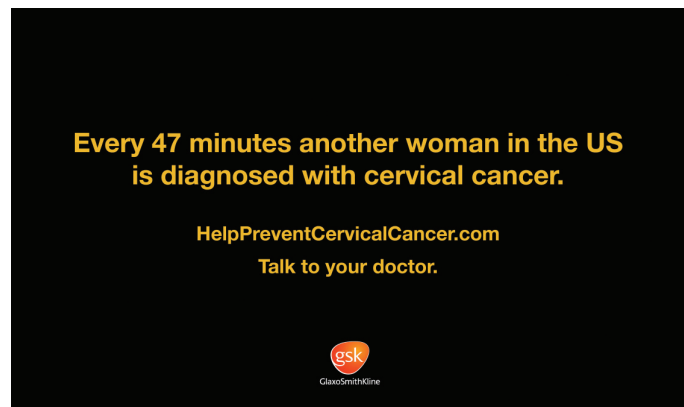 Every 47 minutes another woman in the US
is diagnosed with cervical cancer.
HelpPreventCervicalCancer.com
Talk to your doctor.
gsk
GlaxoSmithKline